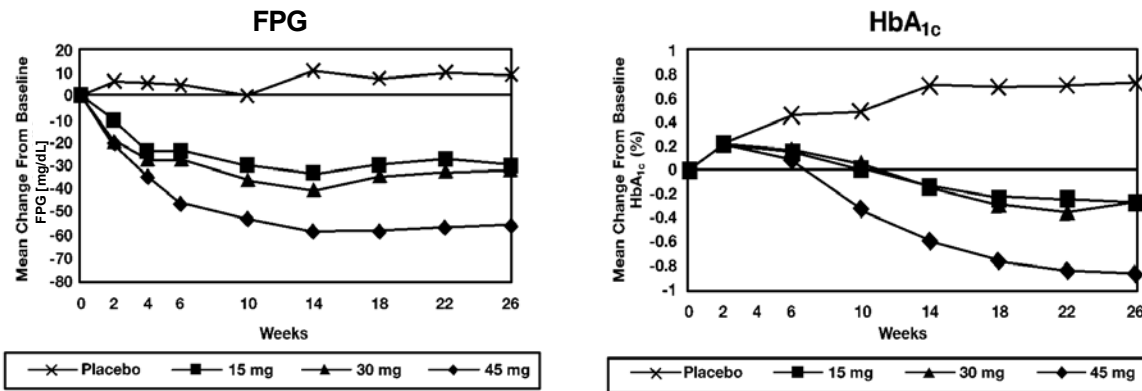 FPG
Mean Change From Baseline
FPG [mg/dL]
20
10
0
-10
-20
-30
-40
-50
-60
-70
-80
0 2 4 6 10 14 18 22 26
Weeks
Placebo 15 mg 30 mg 45 mg
HbA1c
Mean Change From Baseline
HbA1c (%)
1
0.8
0.6
0.4
0.2
0
-0.2
-0.4
-0.6
-0.8
-1
0 2 4 6 10 14 18 22 26
Weeks
Placebo 15 mg 30 mg 45 mg